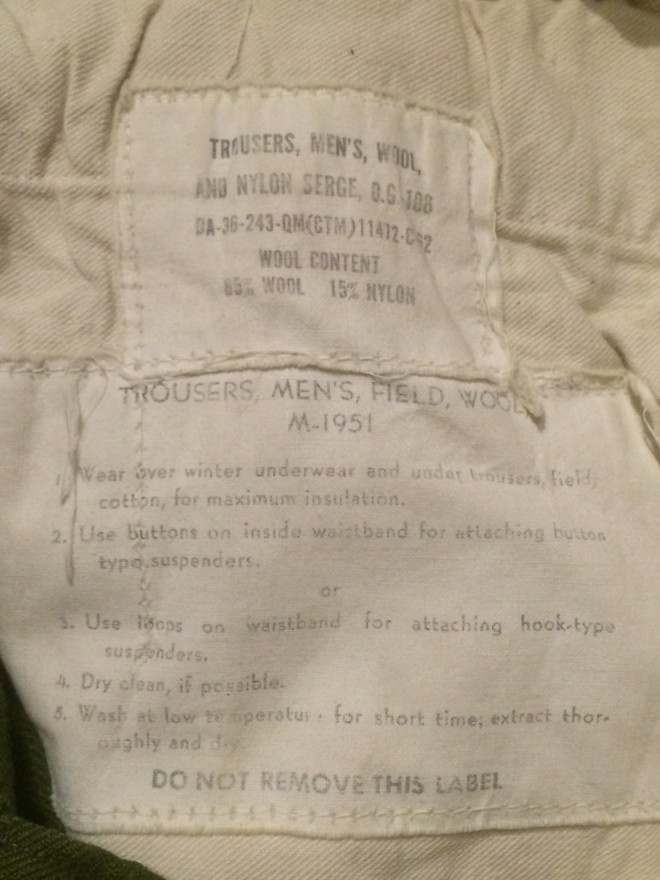 TROUSERS, MEN'S, WOOL,
AND NYLON SERGE, O.G. 108
DA-36-243-QM(CTM)11412-C-62
WOOL CONTENT
85% WOOL 15% NYLON
TROUSERS, MEN'S, FIELD, WOOL
M-1951
1. Wear over winter underwear and under trousers, field,
cotton, for maximum insulation.
2. Use buttons on inside waistband for attaching button
type suspenders.
or
3. Use loops on waistband for attaching hook-type
suspenders.
4. Dry clean, if possible.
5. Wash at low temperature for short time; extract thor-
oughly and dry.
DO NOT REMOVE THIS LABEL